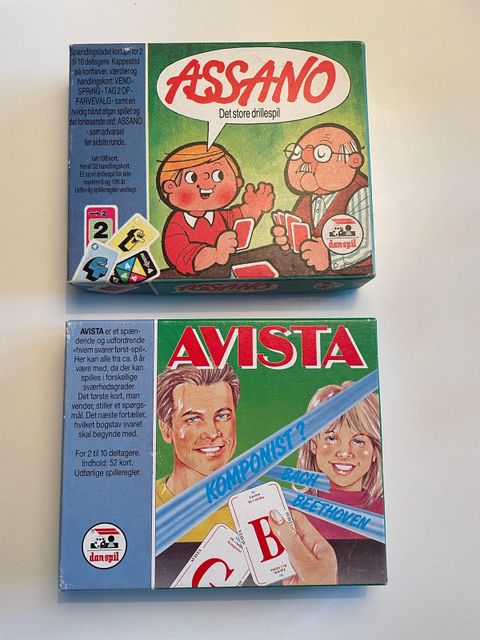 Spændingsladet kortspil for 2
til 10 deltagere. Kappestrid
på kortfarver, værdier og
handlingskort: VEND -
SPRING - TAG 2 OP -
FARVEVALG - samt en
heldig hånd afgør spillet og
det forløsende ord: ASSANO
- som advarsel
før sidste runde.
Ialt 108 kort,
heraf 32 handlingskort.
Et sjovt drillespil for alle
mellem 6 og 106 år.
Udførlig spilleregler vedlagt.
ASSANO
Det store drillespil
2
dan-spil
ASSANO
AVISTA er et spæn-
dende og udfordrende
»hvem svarer først-spil«.
Her kan alle fra ca. 8 år
være med, da der kan
spilles i forskellige
sværhedsgrader.
Det første kort, man
vender, stiller et spørgs-
mål. Det næste fortæller,
hvilket bogstav svaret
skal begynde med.
For 2 til 10 deltagere.
Indhold: 52 kort.
Udførlige spilleregler.
dan-spil
AVISTA
KOMPONIST?
BACH
BEETHOVEN
AVISTA
B
AVISTA